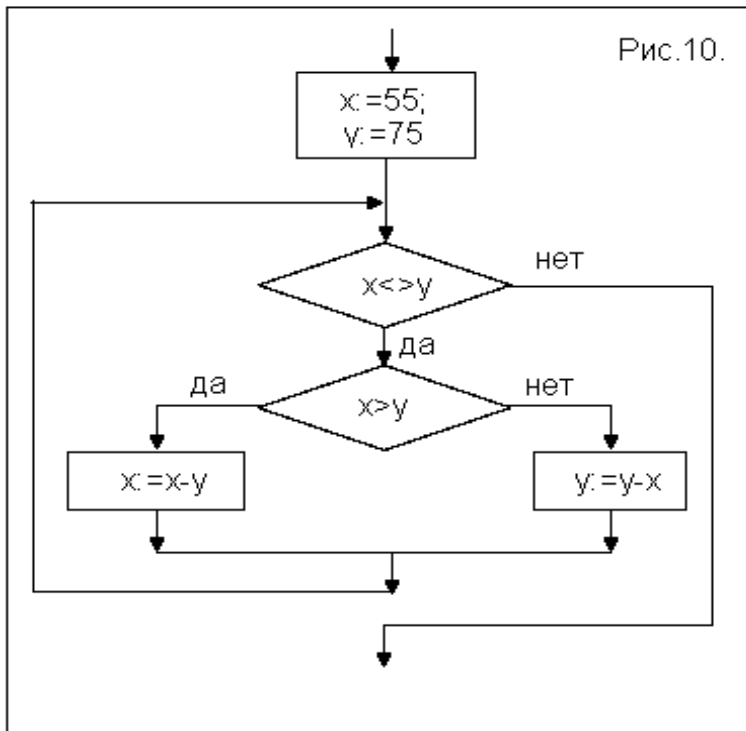 Рис.10.
x:=55;
y:=75
x<>y
нет
да
x>y
да
нет
x:=x-y
y:=y-x